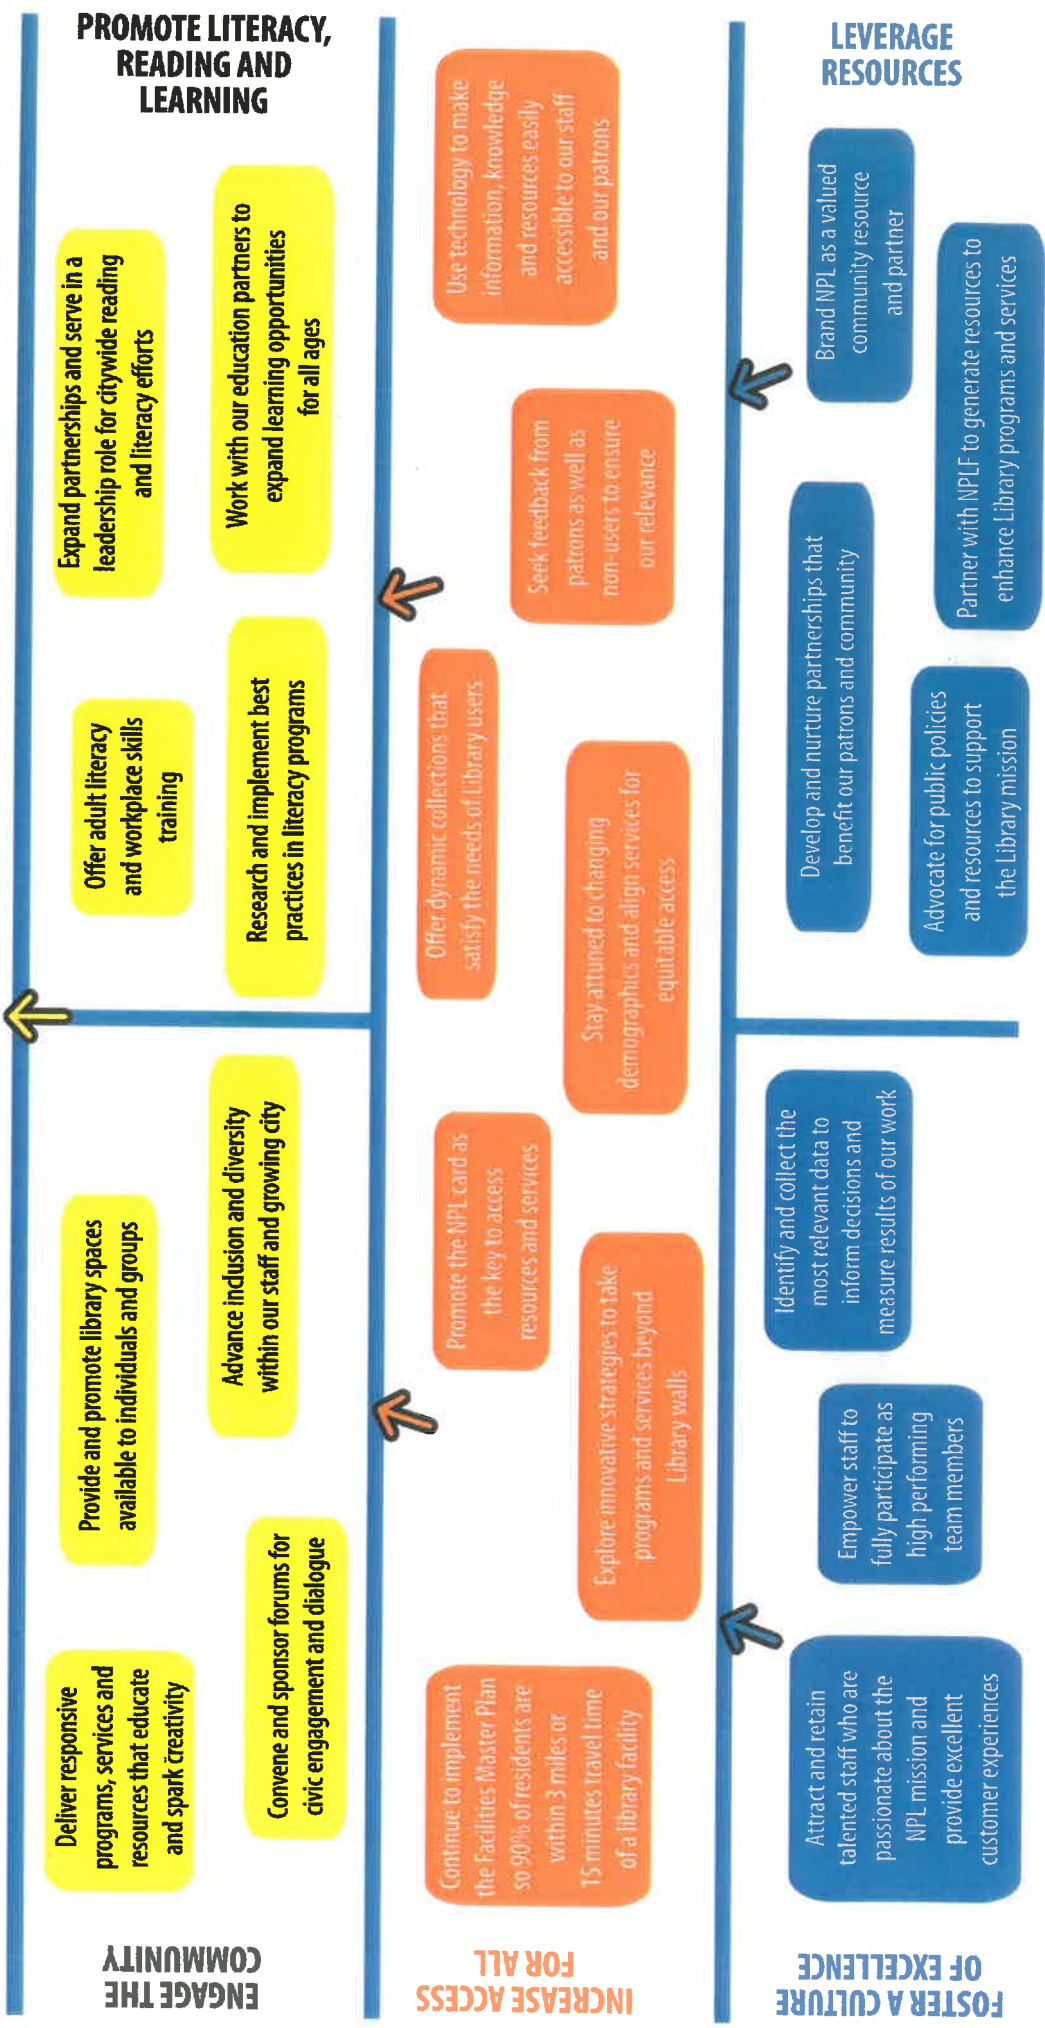 ENGAGE THE
COMMUNITY
Deliver responsive
programs, services and
resources that educate
and spark creativity
Provide and promote library spaces
available to individuals and groups
Convene and sponsor forums for
civic engagement and dialogue
Advance inclusion and diversity
within our staff and growing city
PROMOTE LITERACY,
READING AND
LEARNING
Offer adult literacy
and workplace skills
training
Expand partnerships and serve in a
leadership role for citywide reading
and literacy efforts
Research and implement best
practices in literacy programs
Work with our education partners to
expand learning opportunities
for all ages
INCREASE ACCESS
FOR ALL
Continue to implement
the Facilities Master Plan
so 90% of residents are
within 3 miles or
15 minutes travel time
of a library facility
Promote the NPL card as
the key to access
resources and services
Explore innovative strategies to take
programs and services beyond
Library walls
Offer dynamic collections that
satisfy the needs of Library users
Stay attuned to changing
demographics and align services for
equitable access
Seek feedback from
patrons as well as
non-users to ensure
our relevance
Use technology to make
information, knowledge
and resources easily
accessible to our staff
and our patrons
FOSTER A CULTURE
OF EXCELLENCE
Attract and retain
talented staff who are
passionate about the
NPL mission and
provide excellent
customer experiences
Empower staff to
fully participate as
high performing
team members
Identify and collect the
most relevant data to
inform decisions and
measure results of our work
LEVERAGE
RESOURCES
Develop and nurture partnerships that
benefit our patrons and community
Brand NPL as a valued
community resource
and partner
Advocate for public policies
and resources to support
the Library mission
Partner with NPLF to generate resources to
enhance Library programs and services